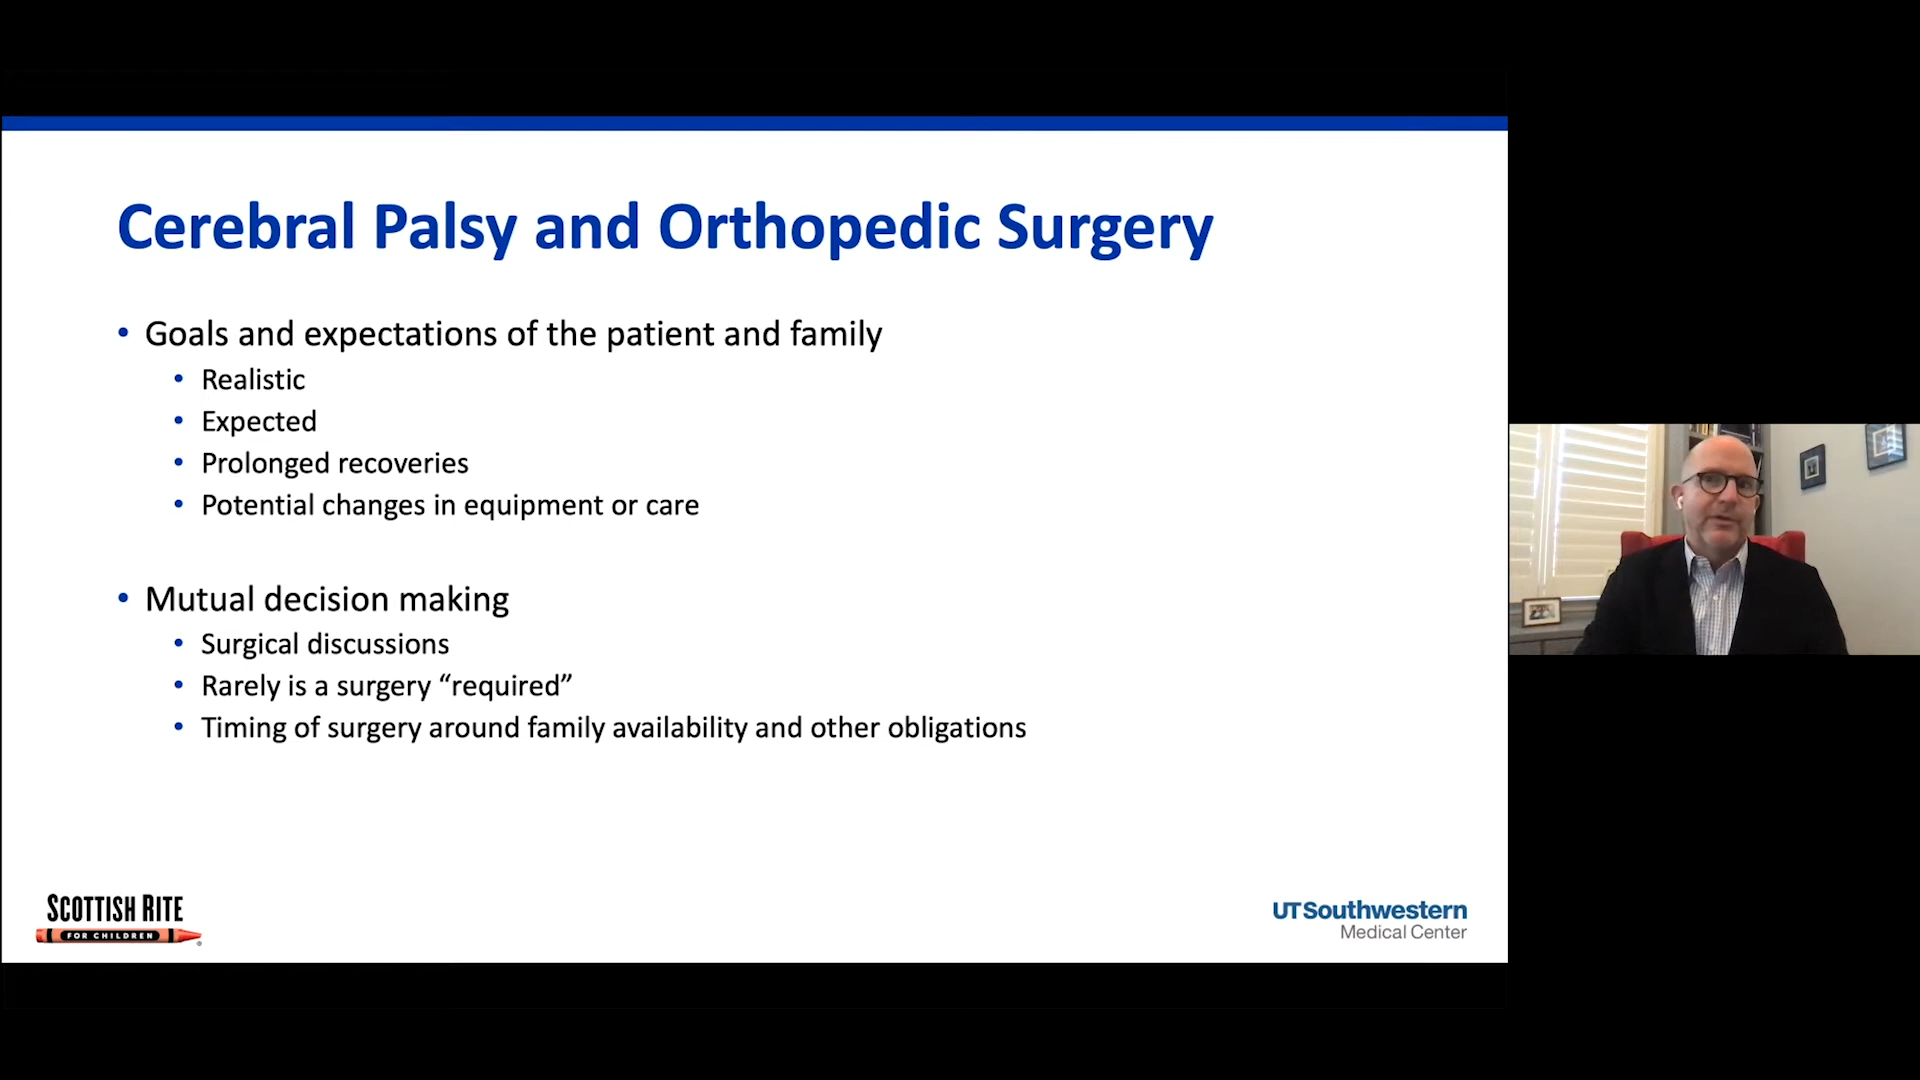 Cerebral Palsy and Orthopedic Surgery
• Goals and expectations of the patient and family
• Realistic
• Expected
• Prolonged recoveries
• Potential changes in equipment or care
• Mutual decision making
• Surgical discussions
• Rarely is a surgery “required”
• Timing of surgery around family availability and other obligations
SCOTTISH RITE
FOR CHILDREN
®
UTSouthwestern
Medical Center